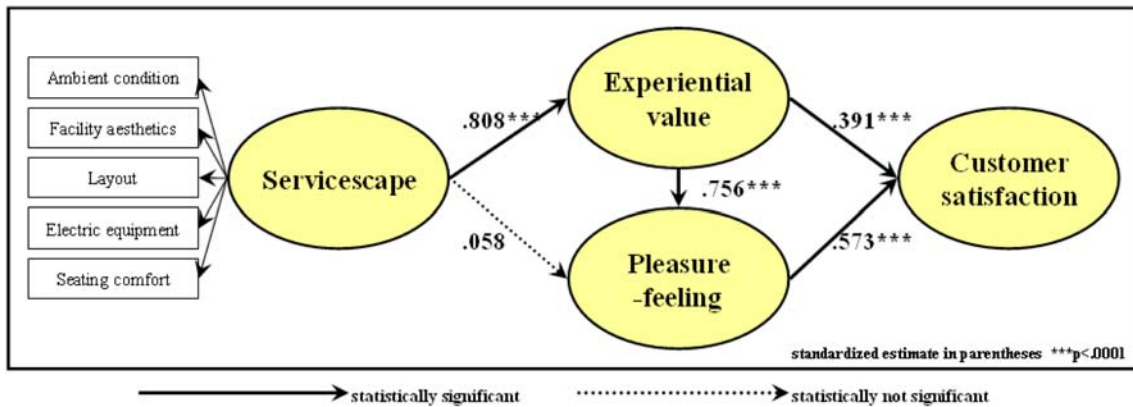 Ambient condition
Facility aesthetics
Layout
Electric equipment
Seating comfort
Servicescape
.808***
.058
Experiential
value
.756***
Pleasure
-feeling
.391***
.573***
Customer
satisfaction
standardized estimate in parentheses ***p<.0001
statistically significant
statistically not significant